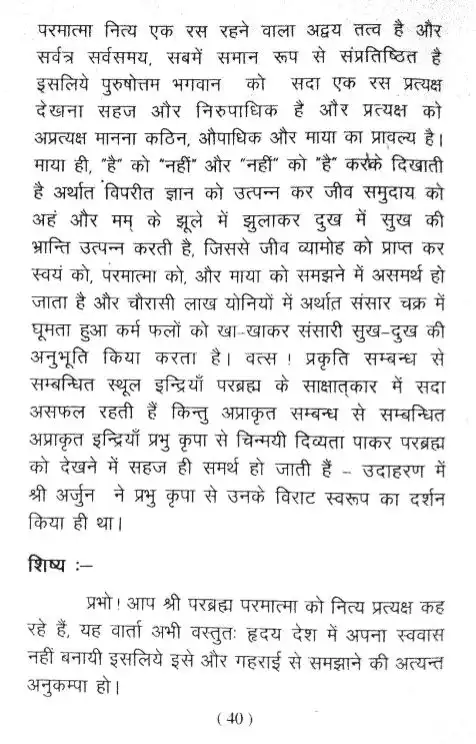 परमात्मा नित्य एक रस रहने वाला अद्वय तत्व है और
सर्वत्र सर्वसमय, सबमें समान रूप से संप्रतिष्ठित है
इसलिये पुरुषोत्तम भगवान को सदा एक रस प्रत्यक्ष
देखना सहज और निरुपाधिक है और प्रत्यक्ष को
अप्रत्यक्ष मानना कठिन, औपाधिक और माया का प्रावल्य है।
माया ही, "है" को "नहीं" और "नहीं" को "है" करके दिखाती
है अर्थात विपरीत ज्ञान को उत्पन्न कर जीव समुदाय को
अहं और मम् के झूले में झुलाकर दुख में सुख की
भ्रान्ति उत्पन्न करती है, जिससे जीव व्यामोह को प्राप्त कर
स्वयं को, परमात्मा को, और माया को समझने में असमर्थ हो
जाता है और चौरासी लाख योनियों में अर्थात संसार चक्र में
घूमता हुआ कर्म फलों को खा-खाकर संसारी सुख-दुख की
अनुभूति किया करता है। वत्स ! प्रकृति सम्बन्ध से
सम्बन्धित स्थूल इन्द्रियाँ परब्रह्म के साक्षात्कार में सदा
असफल रहती हैं किन्तु अप्राकृत सम्बन्ध से सम्बन्धित
अप्राकृत इन्द्रियाँ प्रभु कृपा से चिन्मयी दिव्यता पाकर परब्रह्म
को देखने में सहज ही समर्थ हो जाती हैं – उदाहरण में
श्री अर्जुन ने प्रभु कृपा से उनके विराट स्वरूप का दर्शन
किया ही था।
शिष्य :–
प्रभो ! आप श्री परब्रह्म परमात्मा को नित्य प्रत्यक्ष कह
रहे हैं, यह वार्ता अभी वस्तुतः हृदय देश में अपना स्ववास
नहीं बनायी इसलिये इसे और गहराई से समझाने की अत्यन्त
अनुकम्पा हो।
( 40 )